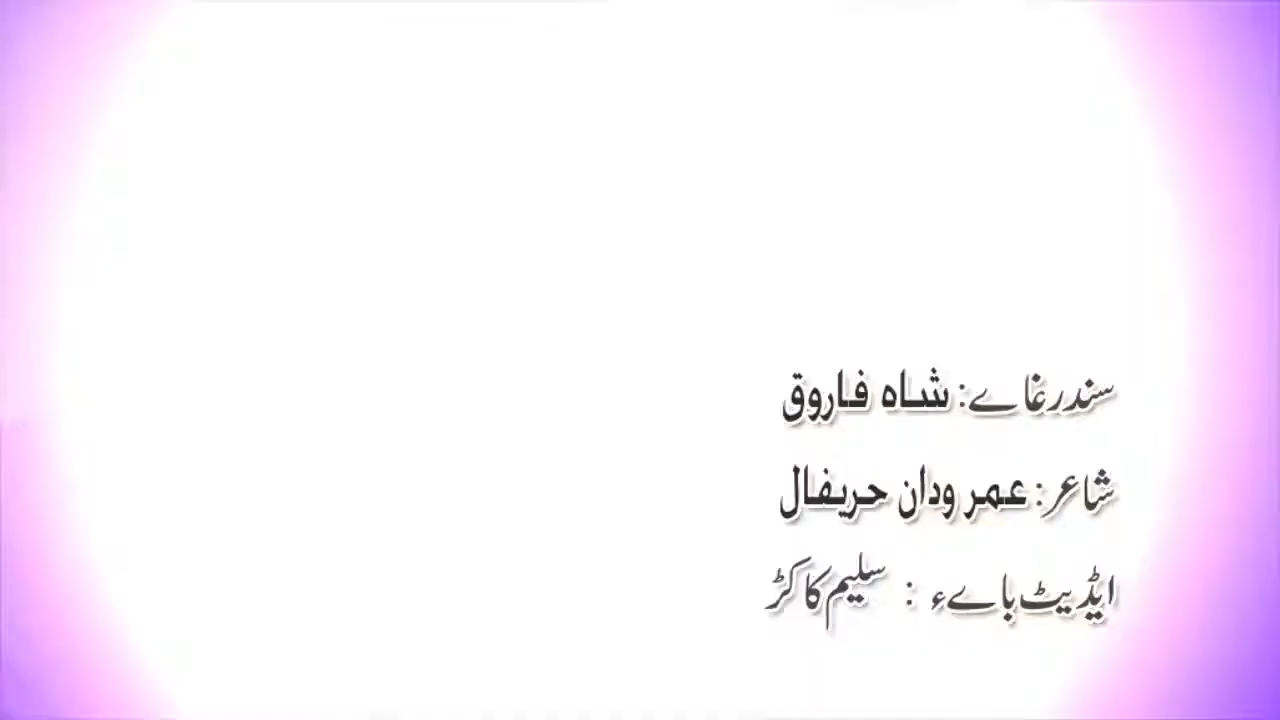 سندرغاے: شاہ فاروق
شاعر: عمر ودان حریفال
ایڈیٹ باےء : سلیم کاکڑ